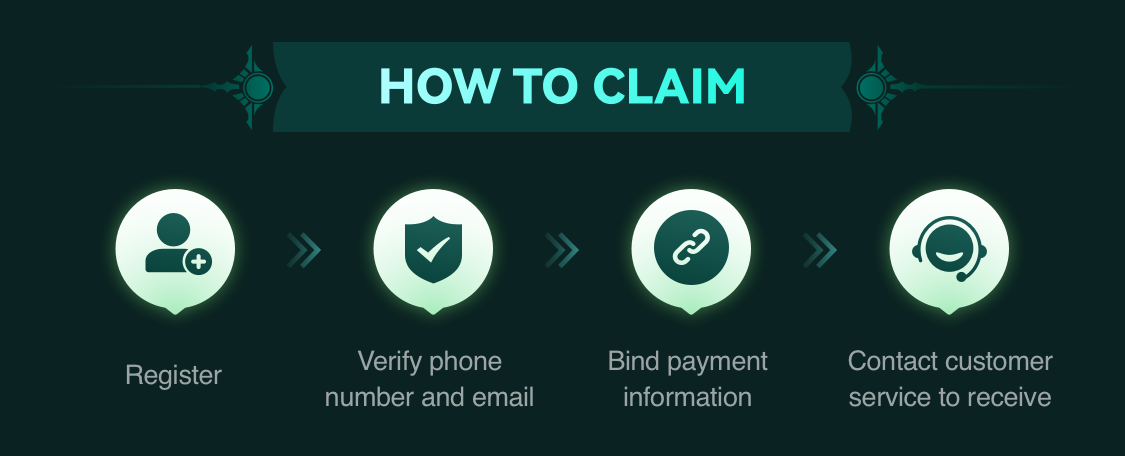 HOW TO CLAIM
Register
Verify phone
number and email
Bind payment
information
Contact customer
service to receive